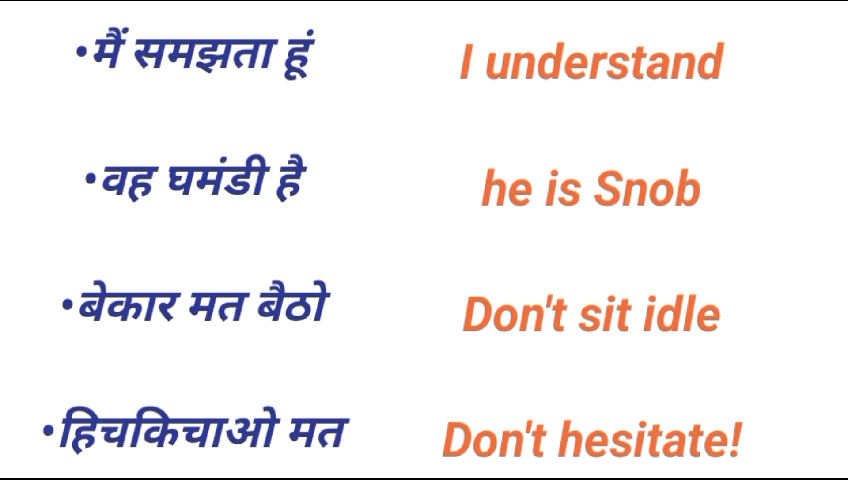 •मैं समझता हूं I understand
•वह घमंडी है he is Snob
•बेकार मत बैठो Don't sit idle
•हिचकिचाओ मत Don't hesitate!